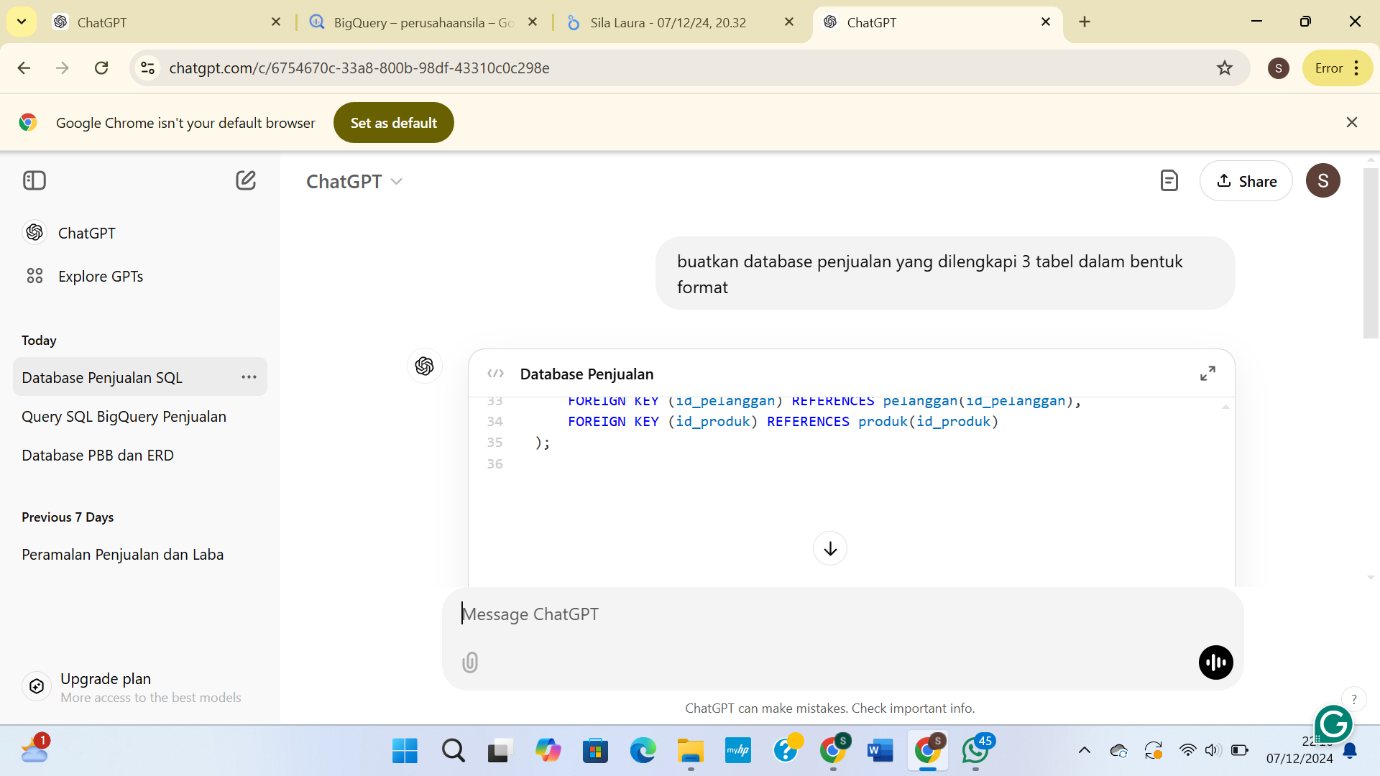 ChatGPT
BigQuery – perusahaansila – Go
Sila Laura - 07/12/24, 20.32
ChatGPT
chatgpt.com/c/6754670c-33a8-800b-98df-43310c0c298e
S
Error
Google Chrome isn't your default browser
Set as default
ChatGPT
Share
S
ChatGPT
Explore GPTs
Today
Database Penjualan SQL
Query SQL BigQuery Penjualan
Database PBB dan ERD
Previous 7 Days
Peramalan Penjualan dan Laba
Upgrade plan
More access to the best models
buatkan database penjualan yang dilengkapi 3 tabel dalam bentuk
format
Database Penjualan
33 FOREIGN KEY (id_pelanggan) REFERENCES pelanggan(id_pelanggan),
34 FOREIGN KEY (id_produk) REFERENCES produk(id_produk)
35 );
36
Message ChatGPT
ChatGPT can make mistakes. Check important info.
?
1
myhp
S
S
45
G
07/12/2024